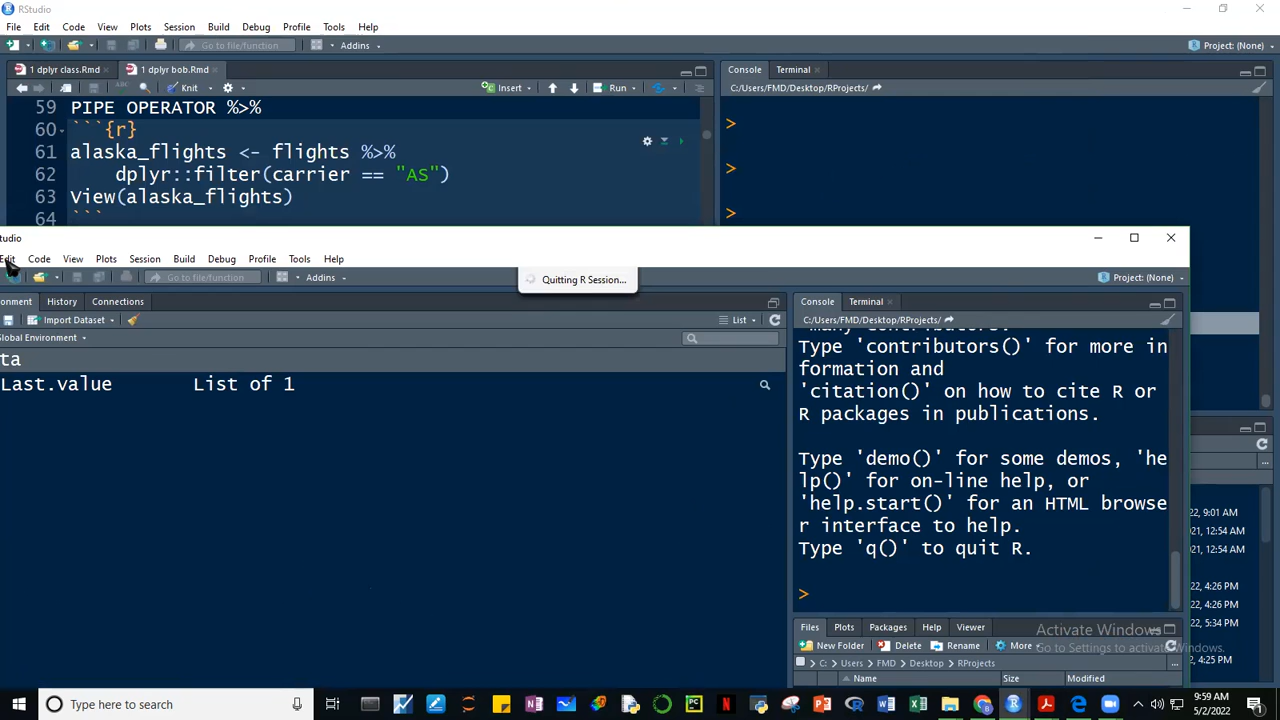 RStudio
File Edit Code View Plots Session Build Debug Profile Tools Help
Go to file/function Addins Project: (None)
1 dplyr class.Rmd 1 dplyr bob.Rmd
Knit Insert Run
59 PIPE OPERATOR %>%
60 ```{r}
61 alaska_flights <- flights %>%
62 dplyr::filter(carrier == "AS")
63 View(alaska_flights)
64 ```
Console Terminal
C:/Users/FMD/Desktop/RProjects/
>
>
>
tudio
Edit Code View Plots Session Build Debug Profile Tools Help
Go to file/function Addins Project: (None)
Quitting R Session...
onment History Connections
Import Dataset List
Global Environment
ta
Last.value List of 1
Console Terminal
C:/Users/FMD/Desktop/RProjects/
many contributors.
Type 'contributors()' for more in
formation and
'citation()' on how to cite R or
R packages in publications.
Type 'demo()' for some demos, 'he
lp()' for on-line help, or
'help.start()' for an HTML browse
r interface to help.
Type 'q()' to quit R.
>
Files Plots Packages Help Viewer
New Folder Delete Rename More
C: Users FMD Desktop RProjects
Name Size Modified
22, 9:01 AM
021, 12:54 AM
021, 12:54 AM
22, 4:26 PM
22, 4:26 PM
22, 5:34 PM
22, 4:25 PM
Activate Windows
Go to Settings to activate Windows.
Type here to search
9:59 AM
5/2/2022